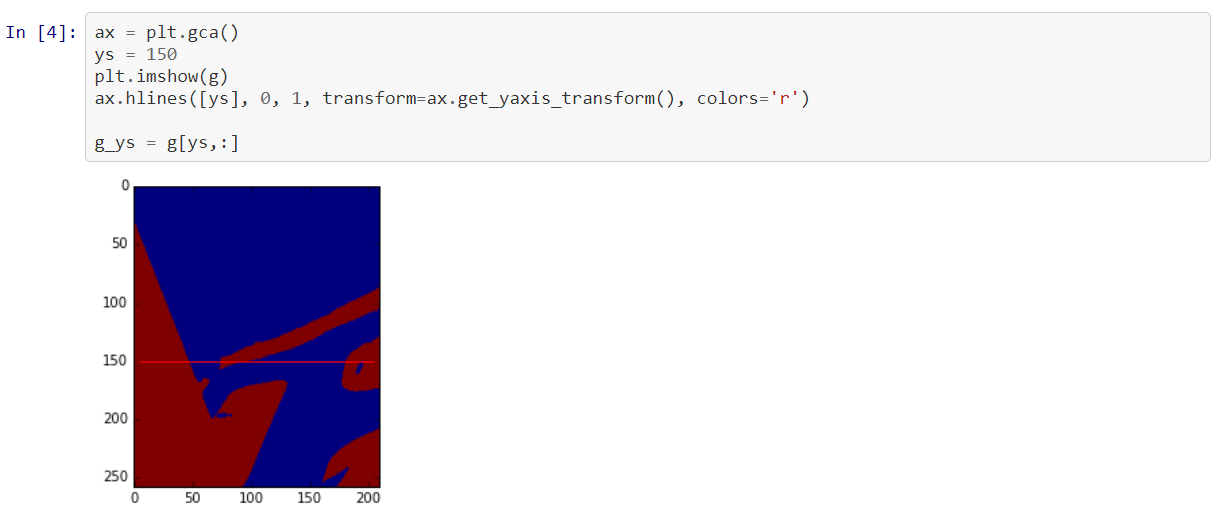 In [4]: ax = plt.gca()
ys = 150
plt.imshow(g)
ax.hlines([ys], 0, 1, transform=ax.get_yaxis_transform(), colors='r')
g_ys = g[ys,:]
0
50
100
150
200
250
0 50 100 150 200